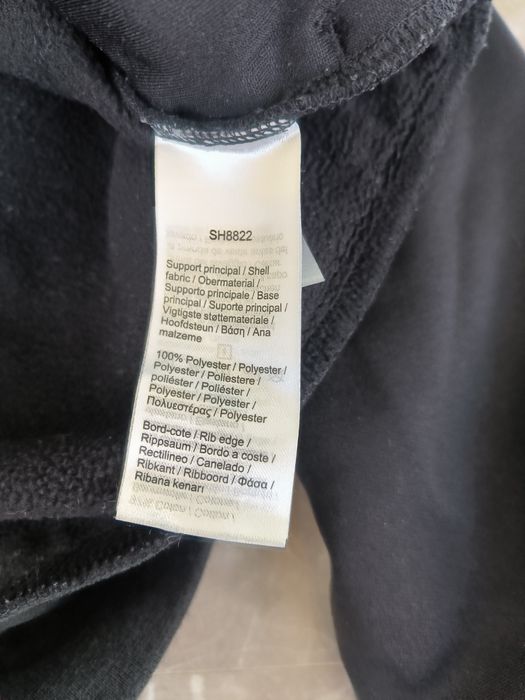 SH8822
Support principal / Shell
fabric / Obermaterial /
Supporto principale / Base
principal / Suporte principal /
Vigtigste støttemateriale /
Hoofdsteun / Βάση / Ana
malzeme
100% Polyester / Polyester /
Polyester / Poliestere /
poliéster / Poliéster /
Polyester / Polyester /
Πολυεστέρας / Polyester
Bord-cote / Rib edge /
Rippsaum / Bordo a coste /
Rectilineo / Canelado /
Ribkant / Ribboord / Φάσα /
Ribana kenarı